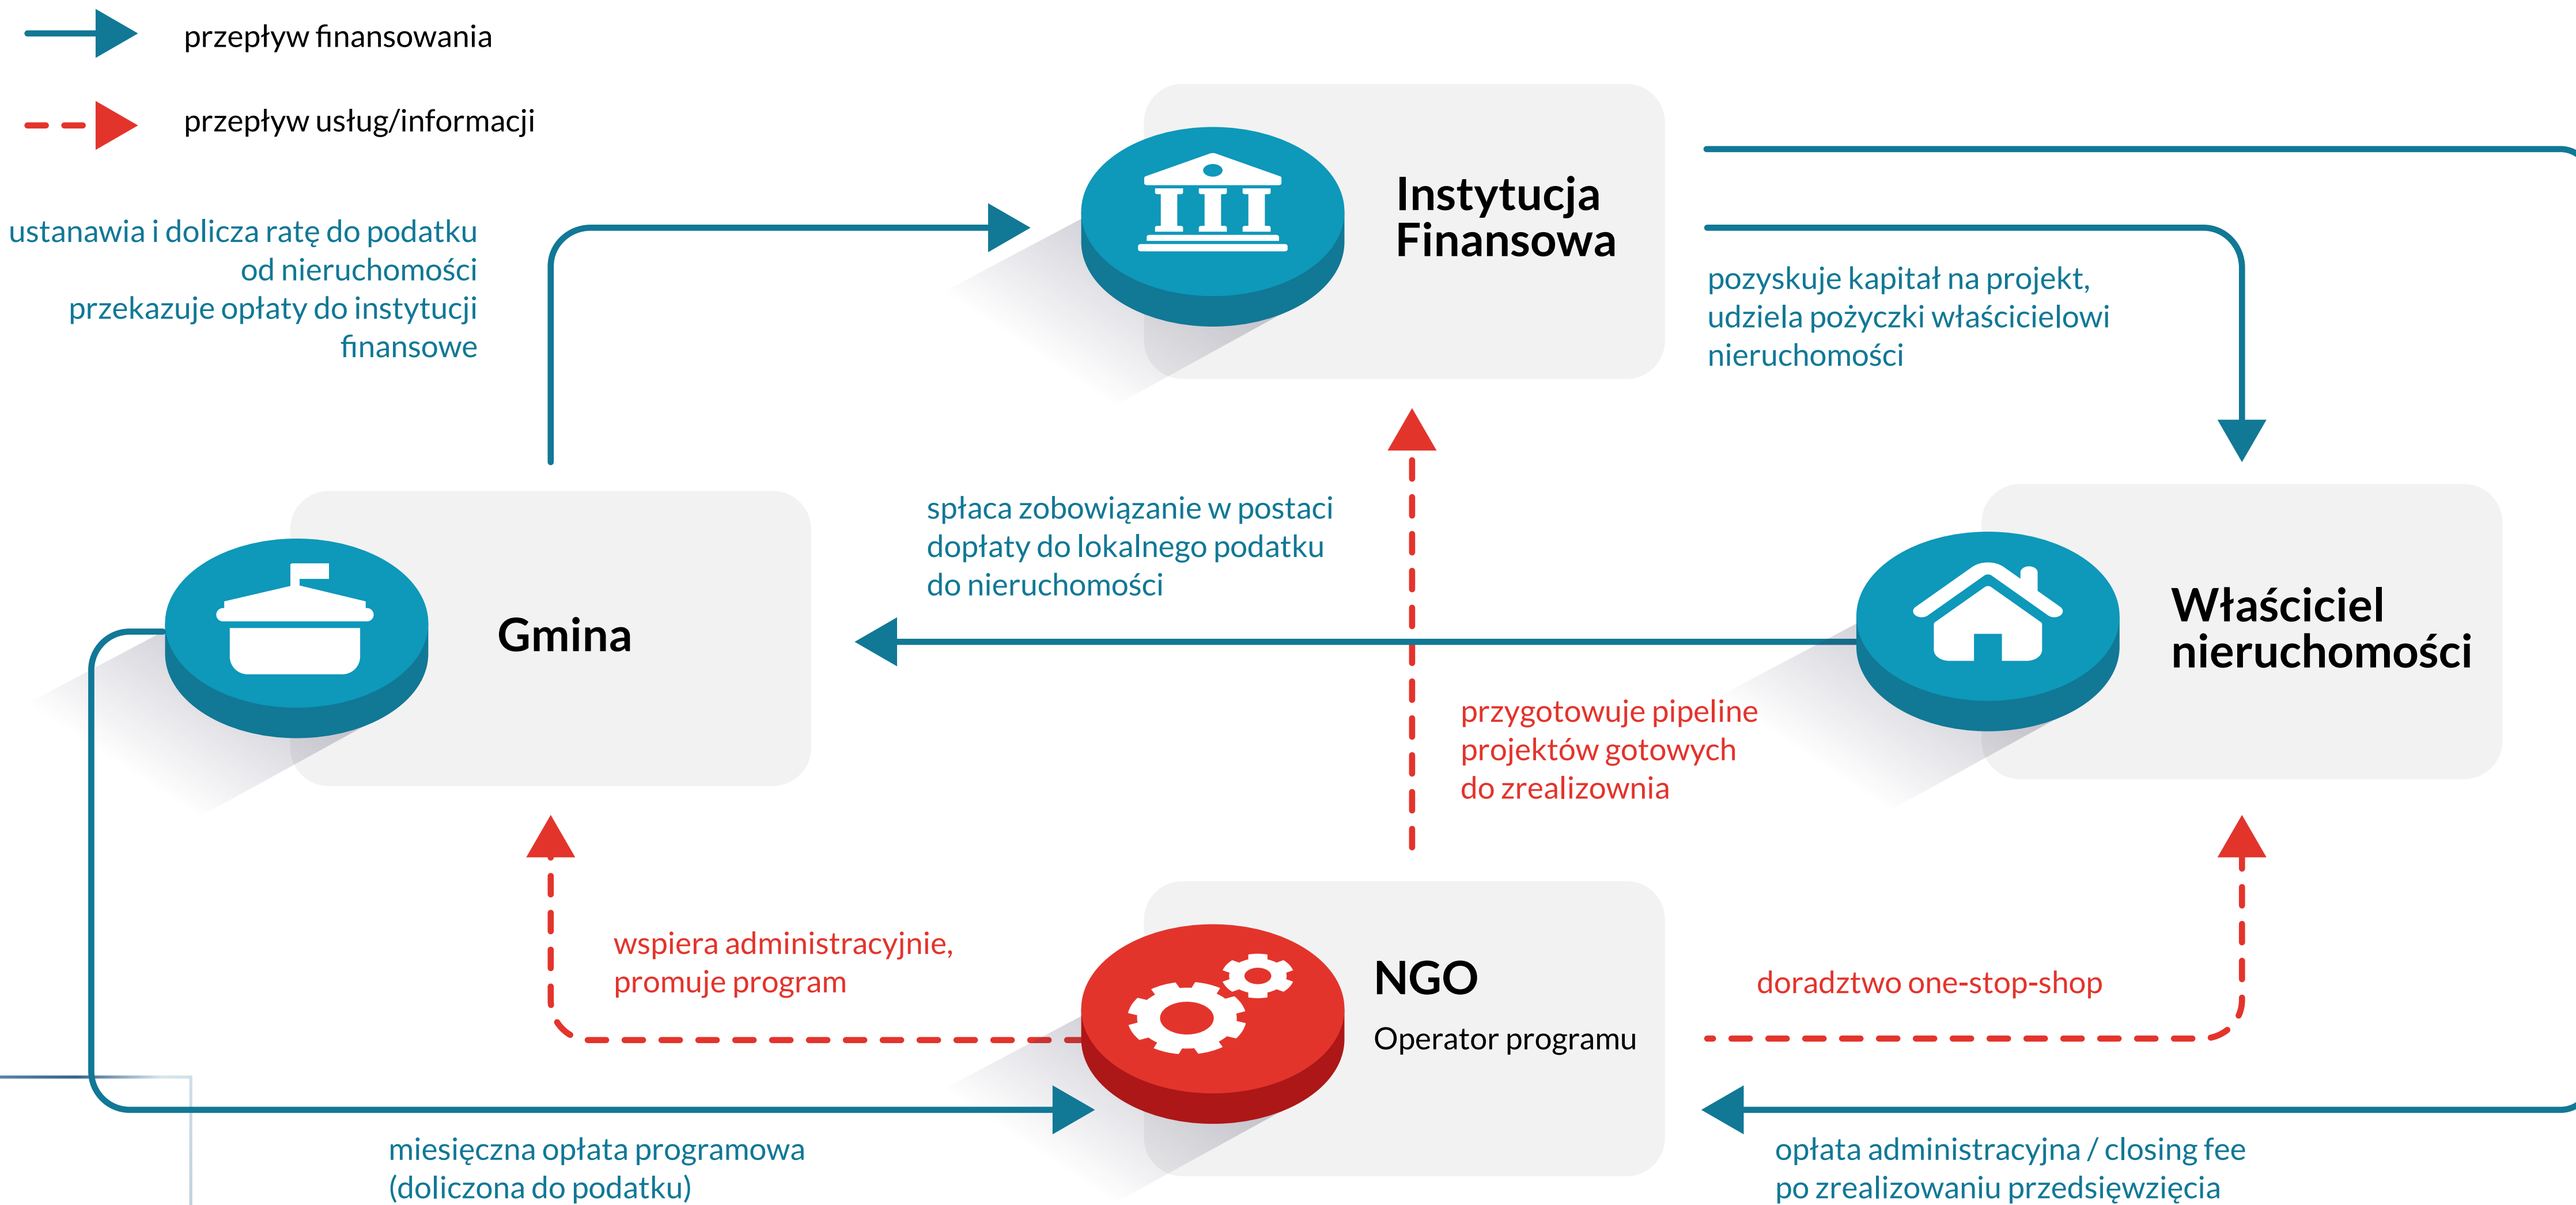 przepływ finansowania
przepływ usług/informacji
ustanawia i dolicza ratę do podatku
od nieruchomości
przekazuje opłaty do instytucji
finansowe
Instytucja
Finansowa
pozyskuje kapitał na projekt,
udziela pożyczki właścicielowi
nieruchomości
spłaca zobowiązanie w postaci
dopłaty do lokalnego podatku
do nieruchomości
Gmina
Właściciel
nieruchomości
przygotowuje pipeline
projektów gotowych
do zrealizownia
wspiera administracyjnie,
promuje program
NGO
Operator programu
doradztwo one-stop-shop
miesięczna opłata programowa
(doliczona do podatku)
opłata administracyjna / closing fee
po zrealizowaniu przedsięwzięcia